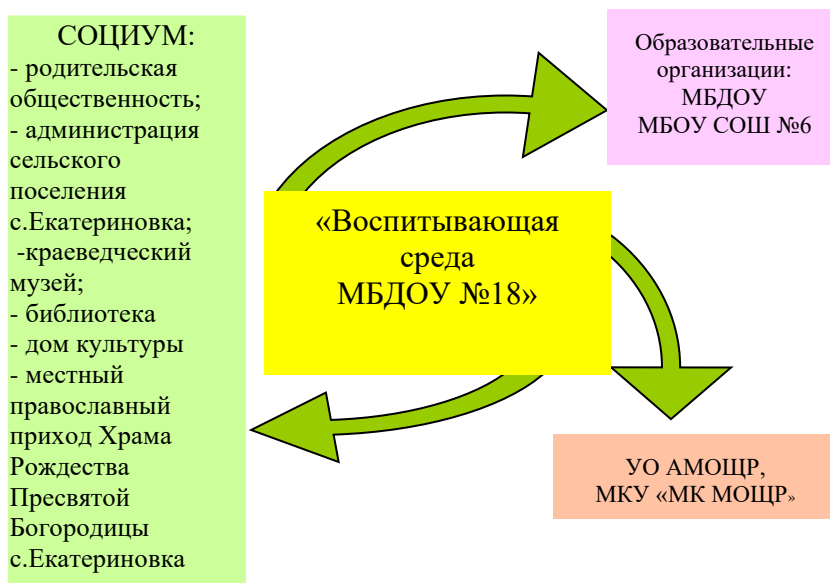 СОЦИУМ:
- родительская
общественность;
- администрация
сельского
поселения
с.Екатериновка;
-краеведческий
музей;
- библиотека
- дом культуры
- местный
православный
приход Храма
Рождества
Пресвятой
Богородицы
с.Екатериновка
«Воспитывающая
среда
МБДОУ №18»
Образовательные
организации:
МБДОУ
МБОУ СОШ №6
УО АМОЩР,
МКУ «МК МОЩР»